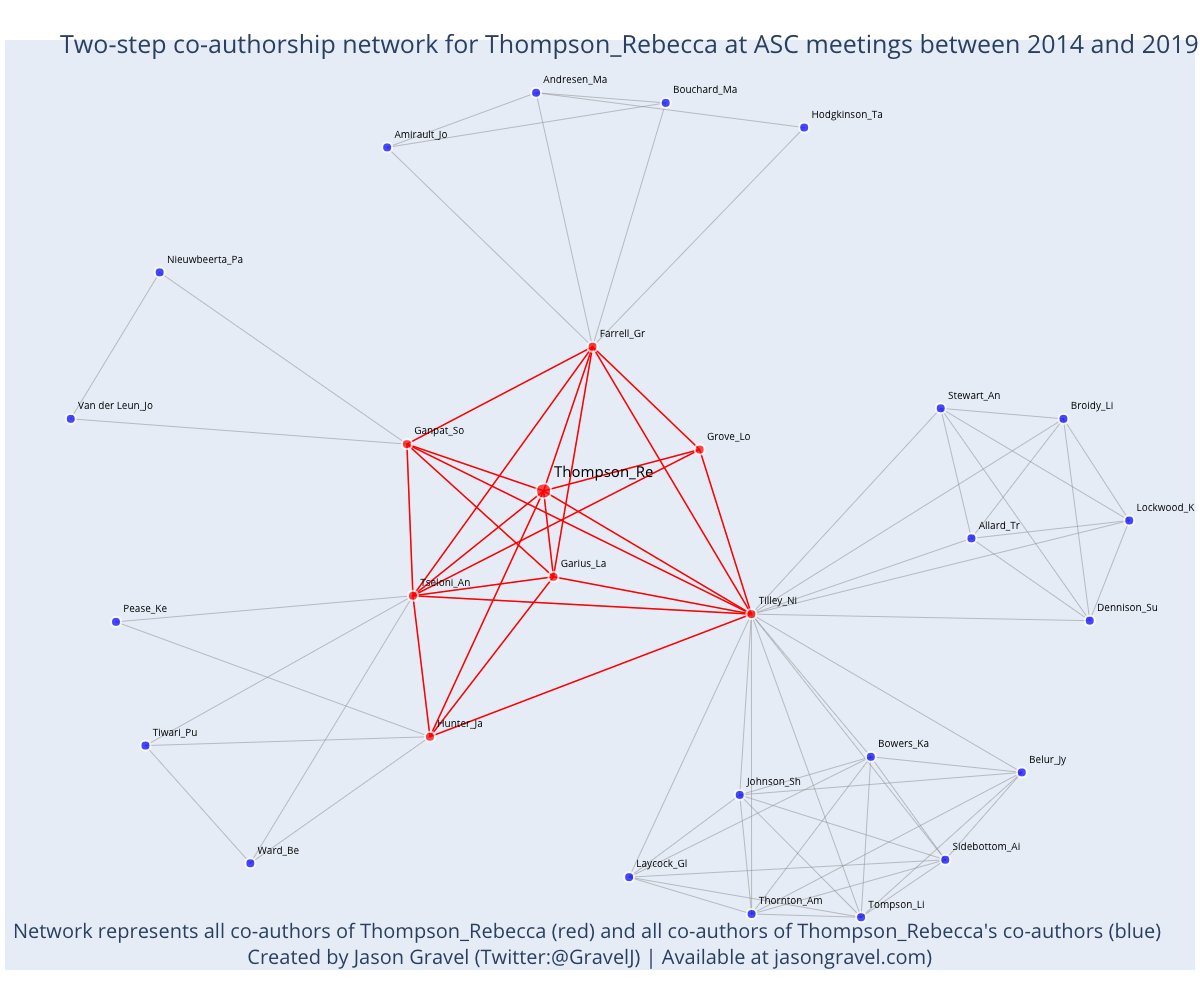 Two-step co-authorship network for Thompson_Rebecca at ASC meetings between 2014 and 2019
Andresen_Ma
Bouchard_Ma
Hodgkinson_Ta
Amirault_Jo
Nieuwbeerta_Pa
Farrell_Gr
Stewart_An
Van der Leun_Jo
Broidy_Li
Ganpat_So
Grove_Lo
Thompson_Re
Lockwood_K
Allard_Tr
Garius_La
Tseloni_An
Tilley_Ni
Pease_Ke
Dennison_Su
Hunter_Ja
Tiwari_Pu
Bowers_Ka
Belur_Jy
Johnson_Sh
Ward_Be
Sidebottom_Ai
Laycock_Gl
Thornton_Am
Tompson_Li
Network represents all co-authors of Thompson_Rebecca (red) and all co-authors of Thompson_Rebecca's co-authors (blue)
Created by Jason Gravel (Twitter:@GravelJ) | Available at jasongravel.com)